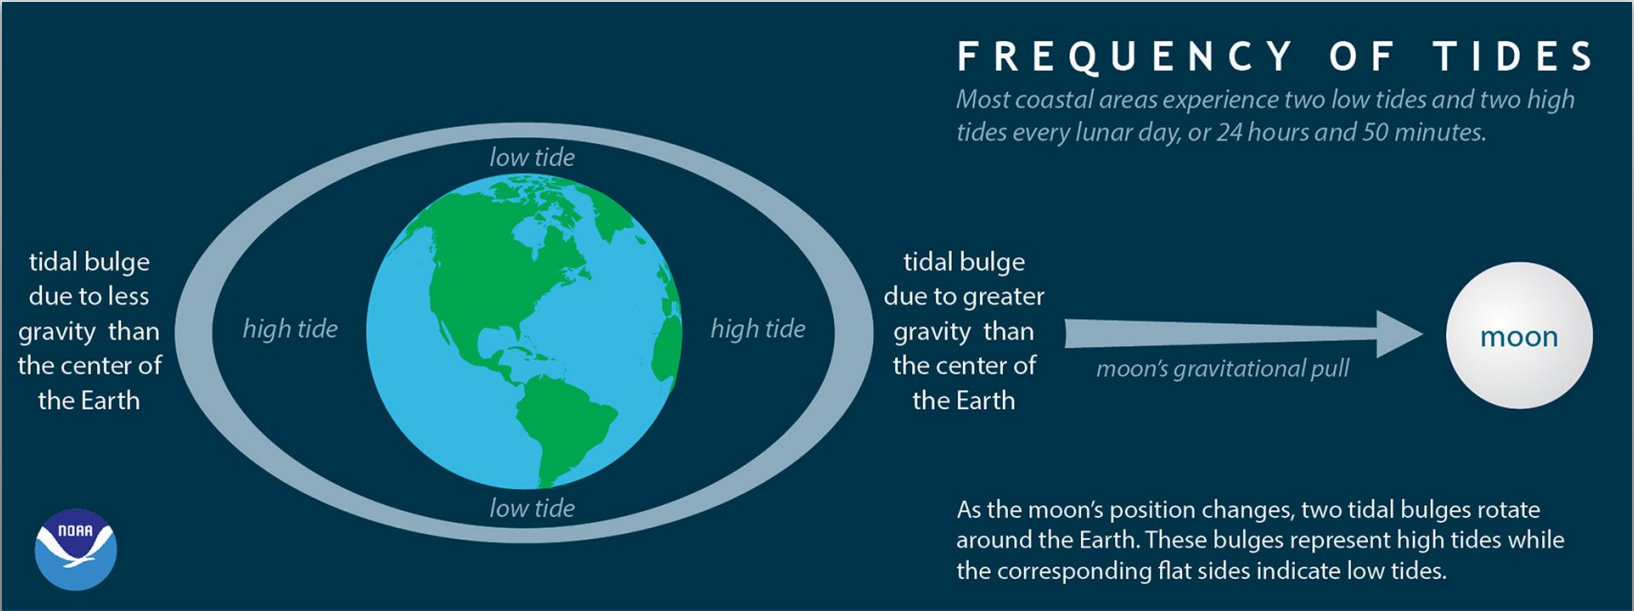 FREQUENCY OF TIDES
Most coastal areas experience two low tides and two high
tides every lunar day, or 24 hours and 50 minutes.
low tide
tidal bulge
due to less
gravity than
the center of
the Earth
high tide
high tide
tidal bulge
due to greater
gravity than
the center of
the Earth
moon's gravitational pull
moon
low tide
As the moon's position changes, two tidal bulges rotate
around the Earth. These bulges represent high tides while
the corresponding flat sides indicate low tides.
NOAA